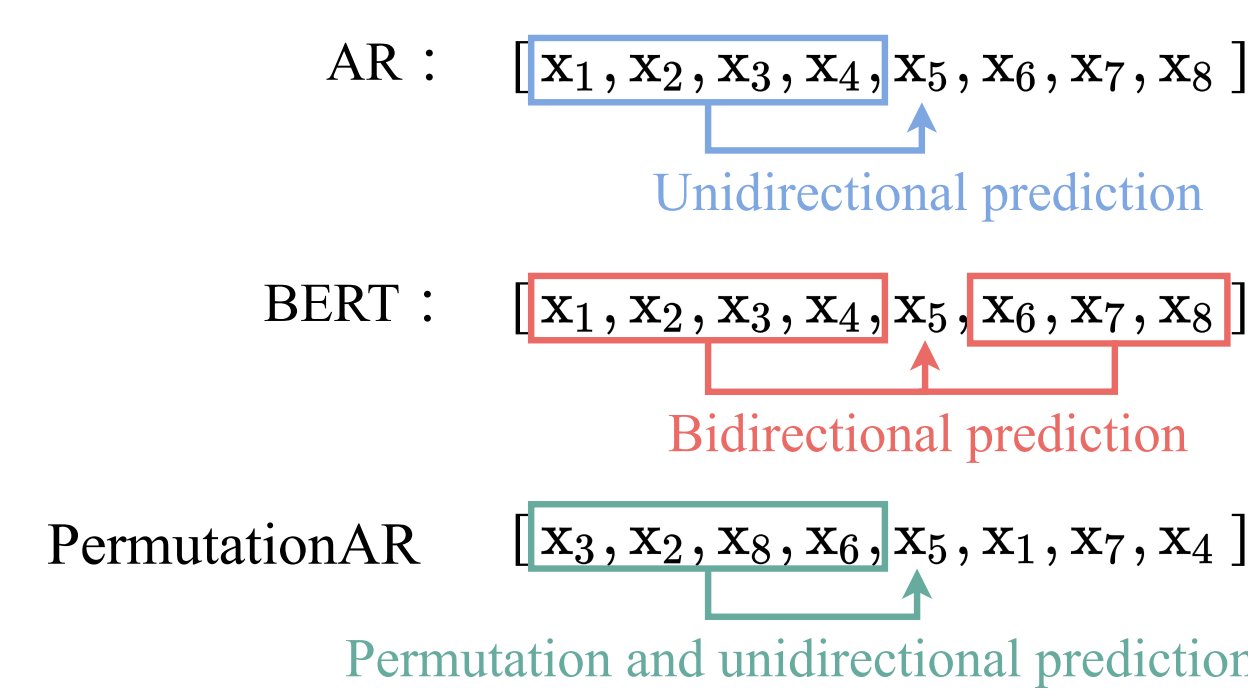 AR : [ x₁, x₂, x₃, x₄, x₅, x₆, x₇, x₈ ]
Unidirectional prediction
BERT : [ x₁, x₂, x₃, x₄, x₅, x₆, x₇, x₈ ]
Bidirectional prediction
PermutationAR [ x₃, x₂, x₈, x₆, x₅, x₁, x₇, x₄ ]
Permutation and unidirectional prediction